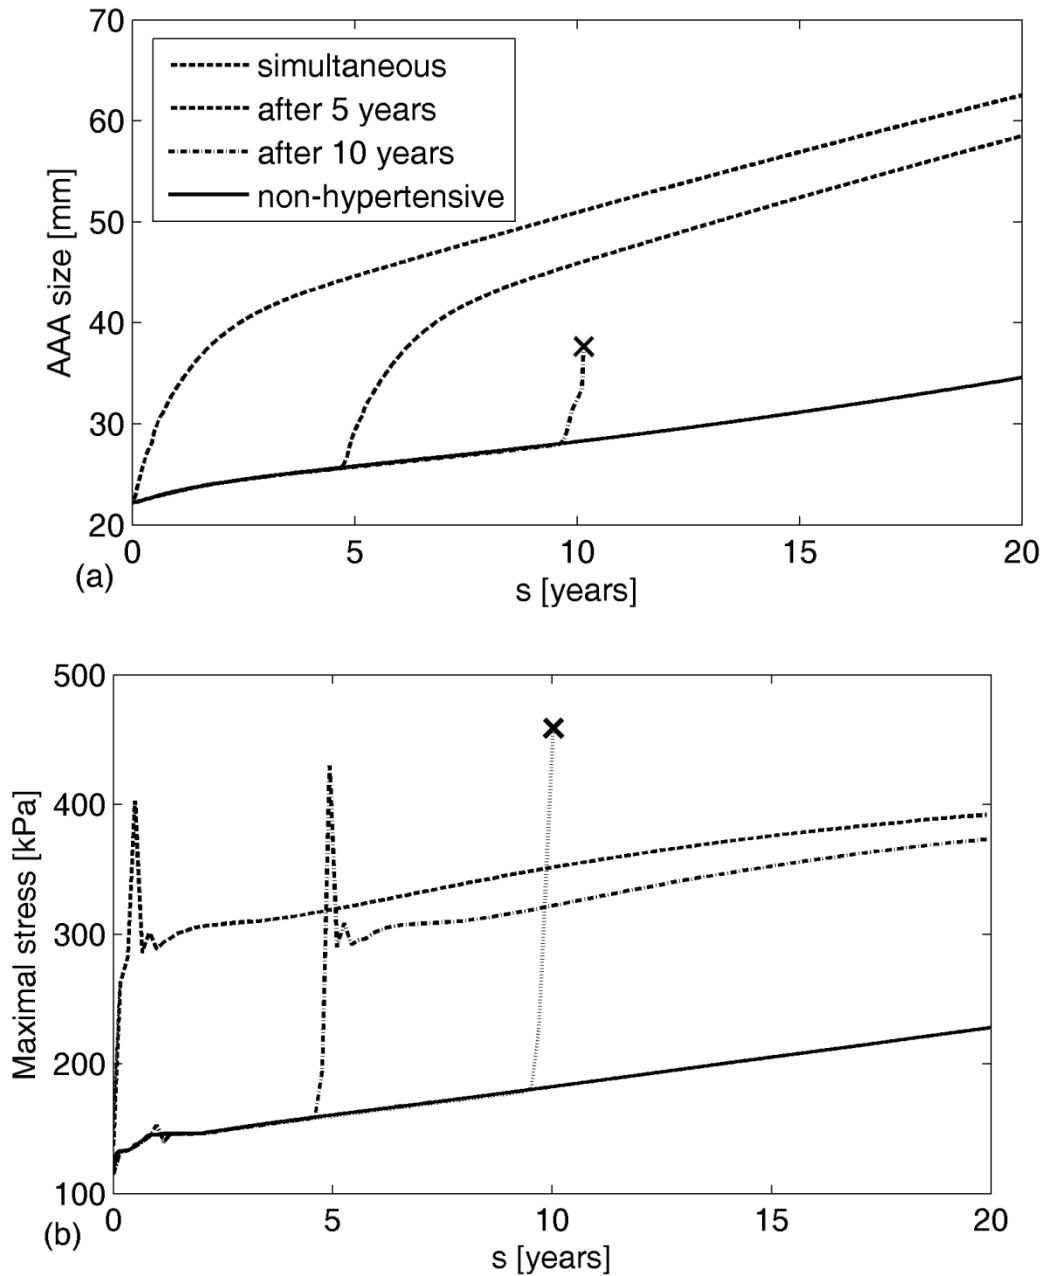 70
60
50
40
30
20
AAA size [mm]
simultaneous
after 5 years
after 10 years
non-hypertensive
0 5 10 15 20
(a)
s [years]
500
400
300
200
100
Maximal stress [kPa]
0 5 10 15 20
(b)
s [years]